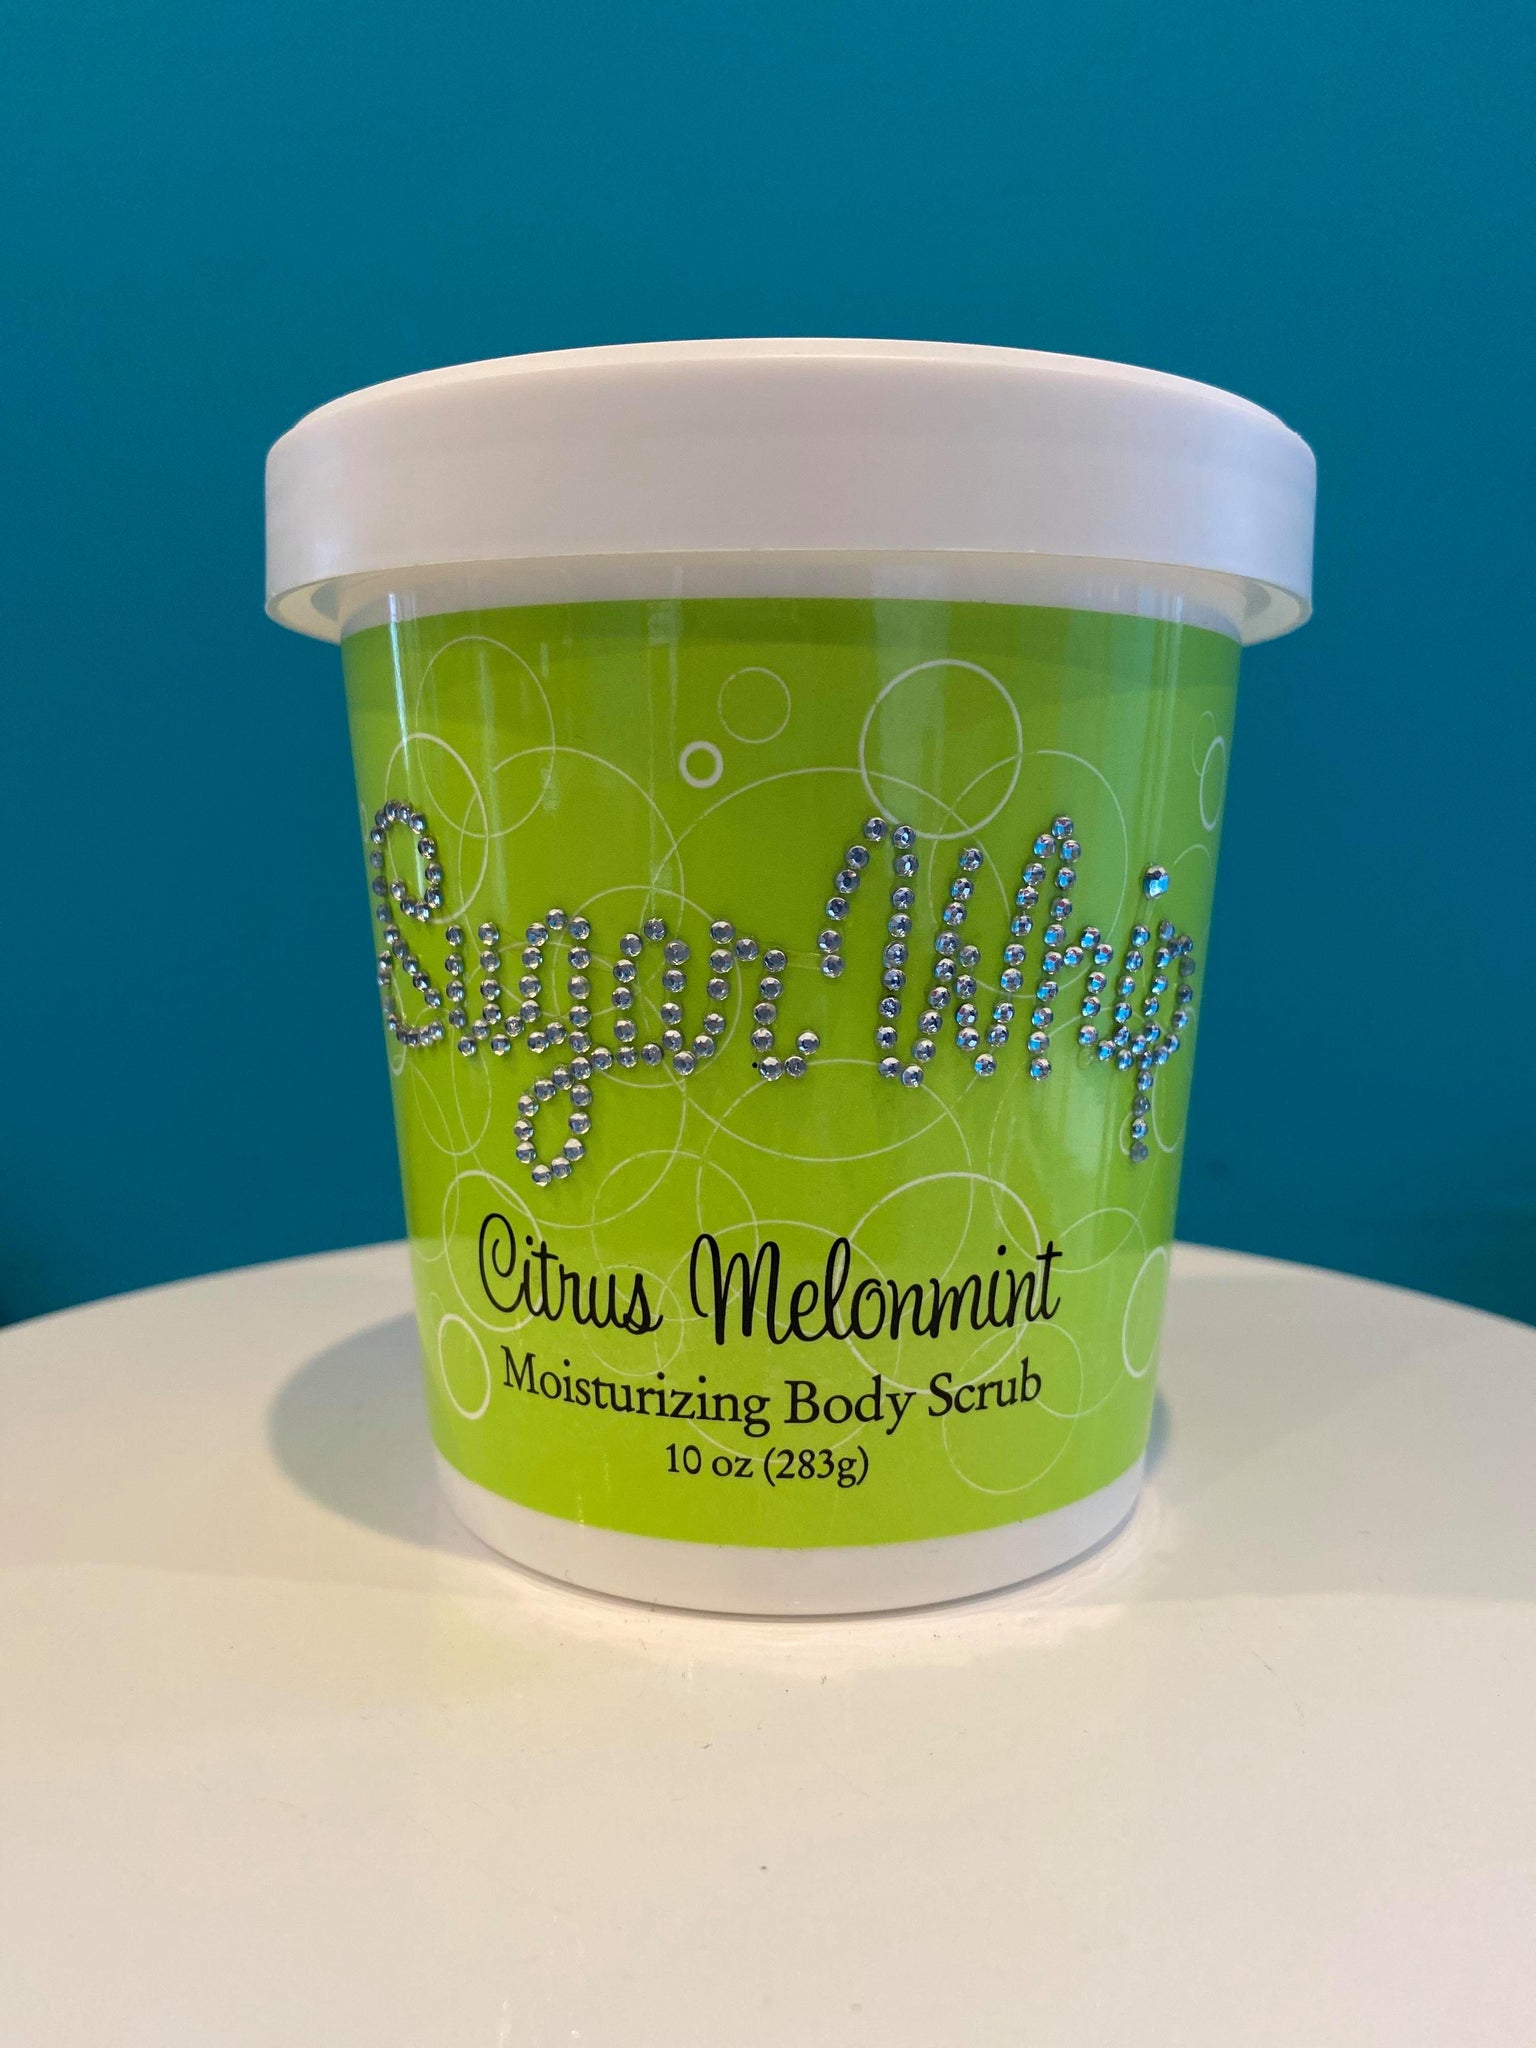 Sugar Whip
Citrus Melonmint
Moisturizing Body Scrub
10 oz (283g)